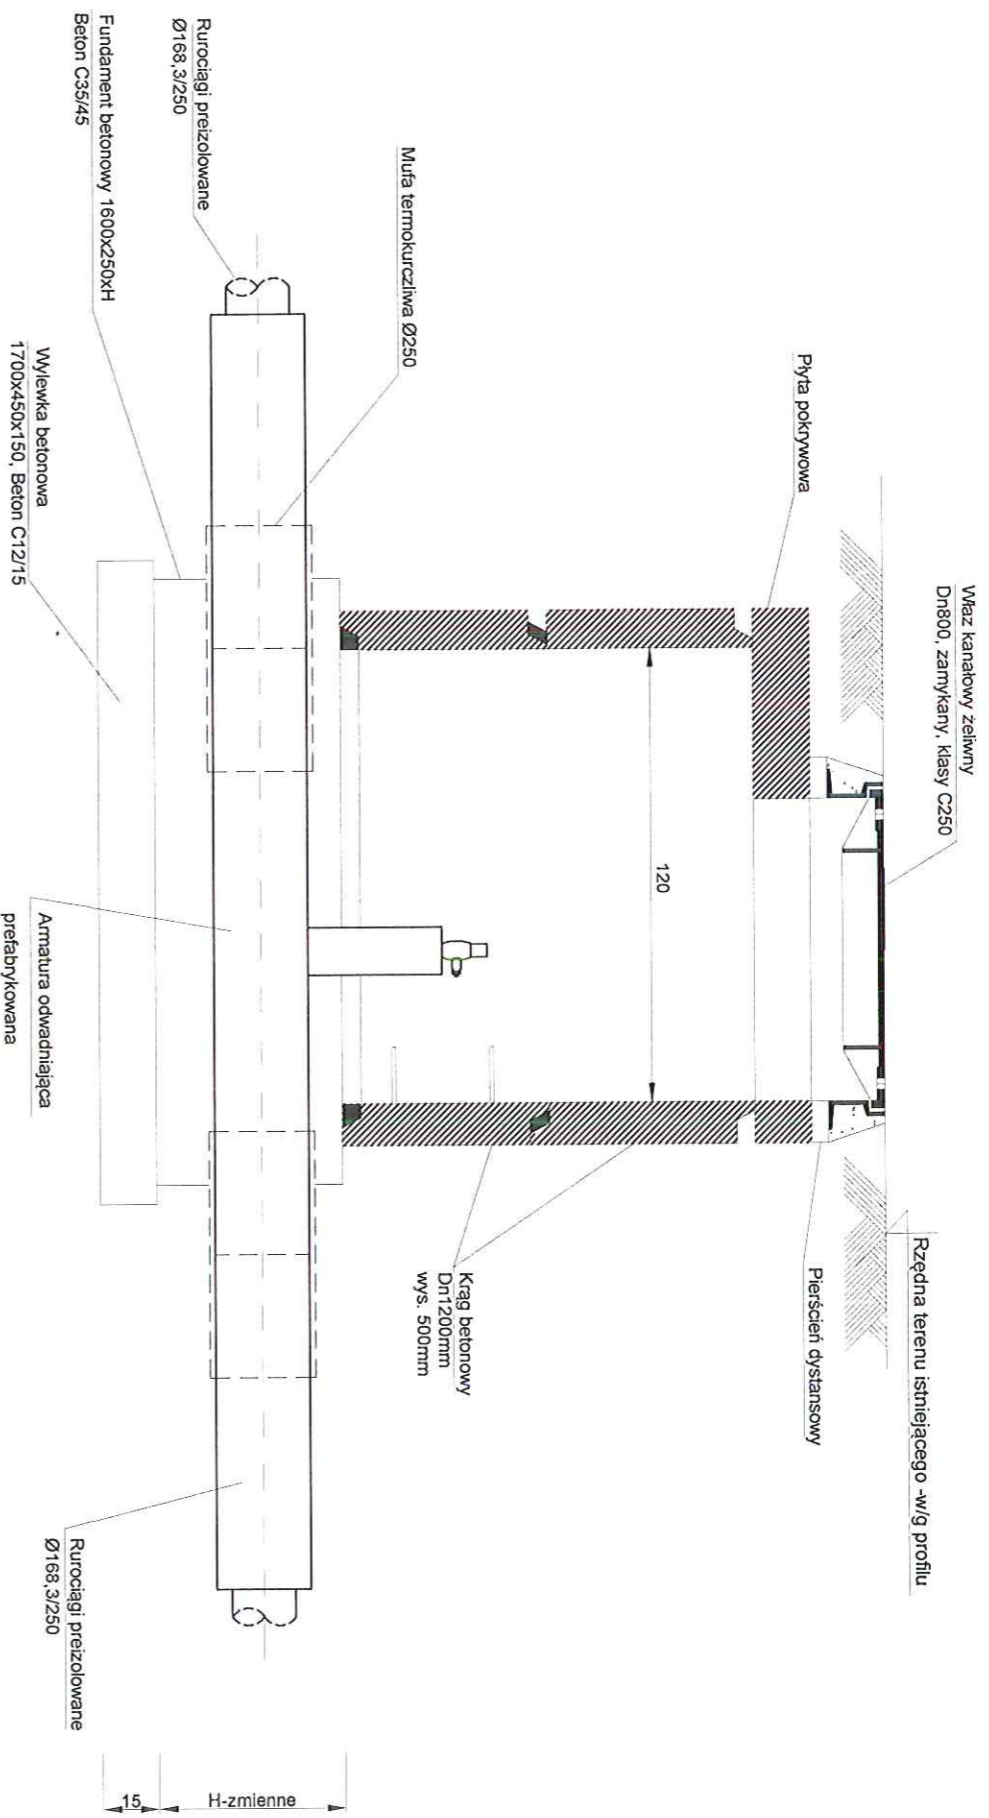 Właz kanałowy żeliwny
Dn800, zamykany, klasy C250
Rzędna terenu istniejącego -w/g profilu
Płyta pokrywowa
Pierścień dystansowy
120
Mufa termokurczliwa Ø250
Krąg betonowy
Dn1200mm
wys. 500mm
Rurociągi preizolowane
Ø168,3/250
Fundament betonowy 1600x250xH
Beton C35/45
Wylewka betonowa
1700x450x150, Beton C12/15
Armatura odwadniająca
prefabrykowana
Rurociągi preizolowane
Ø168,3/250
H-zmienne
15